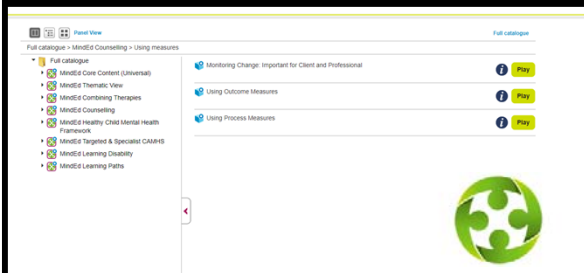 Panel View
Full catalogue
Full catalogue > MindEd Counselling > Using measures
Full catalogue
MindEd Core Content (Universal)
MindEd Thematic View
MindEd Combining Therapies
MindEd Counselling
MindEd Healthy Child Mental Health
Framework
MindEd Targeted & Specialist CAMHS
MindEd Learning Disability
MindEd Learning Paths
Monitoring Change: Important for Client and Professional
i Play
Using Outcome Measures
i Play
Using Process Measures
i Play